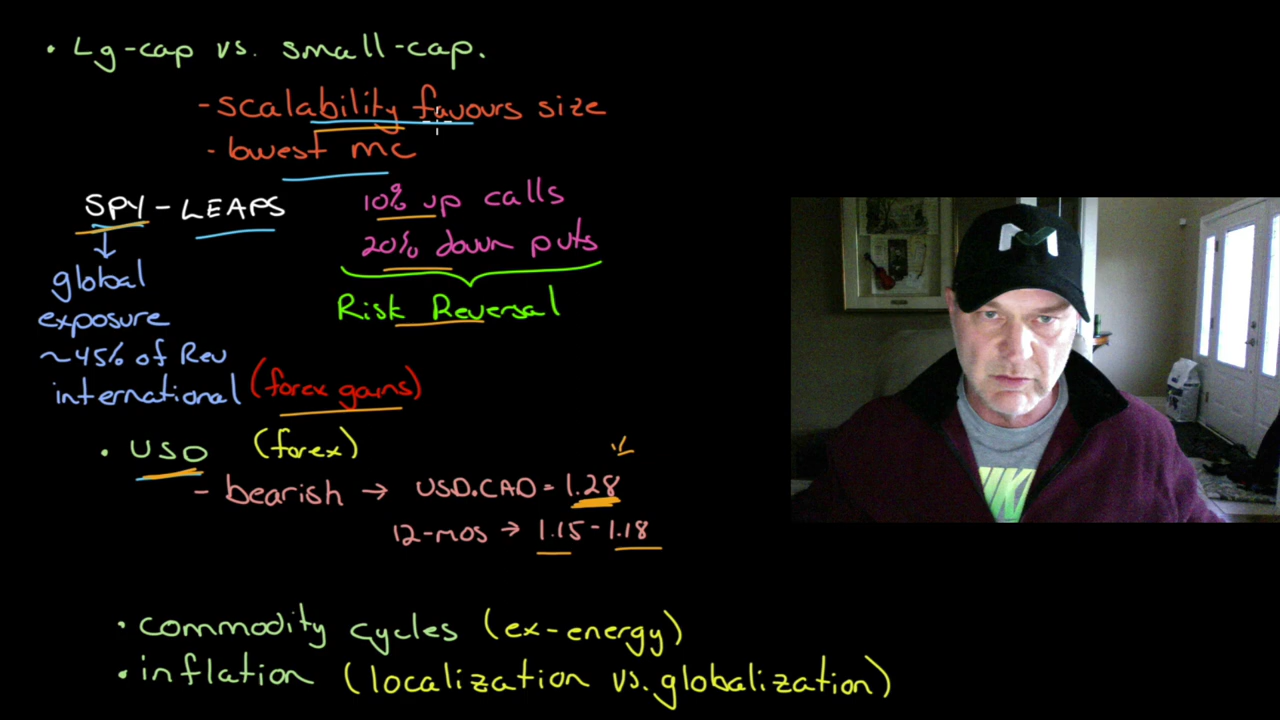 • Lg-cap vs. small-cap.
- scalability favours size
- lowest mc
SPY - LEAPS
10% up calls
20% down puts
Risk Reversal
global
exposure
~45% of Rev
international (forex gains)
• USD (forex)
- bearish → USD.CAD = 1.28
12-mos → 1.15 - 1.18
• commodity cycles (ex-energy)
• inflation (localization vs. globalization)
M
NIK